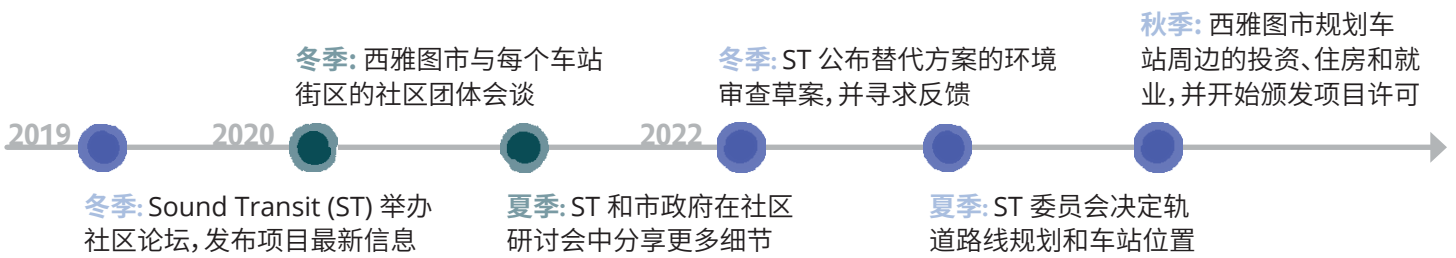 2019
冬季: Sound Transit (ST) 举办
社区论坛，发布项目最新信息
2020
冬季: 西雅图市与每个车站
街区的社区团体会谈
夏季: ST 和市政府在社区
研讨会中分享更多细节
2022
冬季: ST 公布替代方案的环境
审查草案，并寻求反馈
夏季: ST 委员会决定轨
道路线规划和车站位置
秋季: 西雅图市规划车
站周边的投资、住房和就
业，并开始颁发项目许可